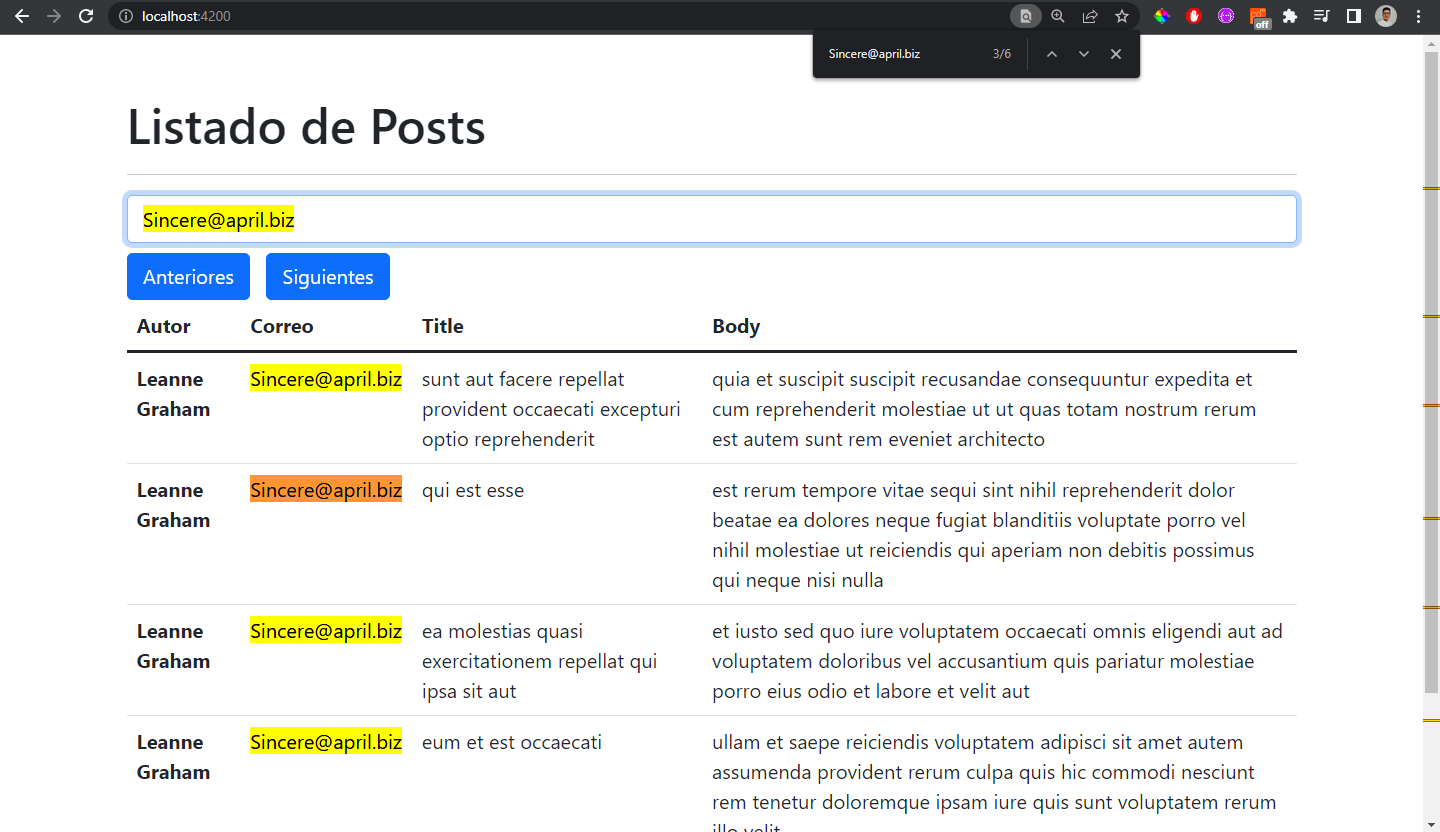 localhost:4200
off
Sincere@april.biz 3/6
Listado de Posts
Sincere@april.biz
Anteriores Siguientes
Autor Correo Title Body
Leanne Graham
Sincere@april.biz
sunt aut facere repellat
provident occaecati excepturi
optio reprehenderit
quia et suscipit suscipit recusandae consequuntur expedita et
cum reprehenderit molestiae ut ut quas totam nostrum rerum
est autem sunt rem eveniet architecto
Leanne Graham
Sincere@april.biz
qui est esse
est rerum tempore vitae sequi sint nihil reprehenderit dolor
beatae ea dolores neque fugiat blanditiis voluptate porro vel
nihil molestiae ut reiciendis qui aperiam non debitis possimus
qui neque nisi nulla
Leanne Graham
Sincere@april.biz
ea molestias quasi
exercitationem repellat qui
ipsa sit aut
et iusto sed quo iure voluptatem occaecati omnis eligendi aut ad
voluptatem doloribus vel accusantium quis pariatur molestiae
porro eius odio et labore et velit aut
Leanne Graham
Sincere@april.biz
eum et est occaecati
ullam et saepe reiciendis voluptatem adipisci sit amet autem
assumenda provident rerum culpa quis hic commodi nesciunt
rem tenetur doloremque ipsam iure quis sunt voluptatem rerum
illo velit